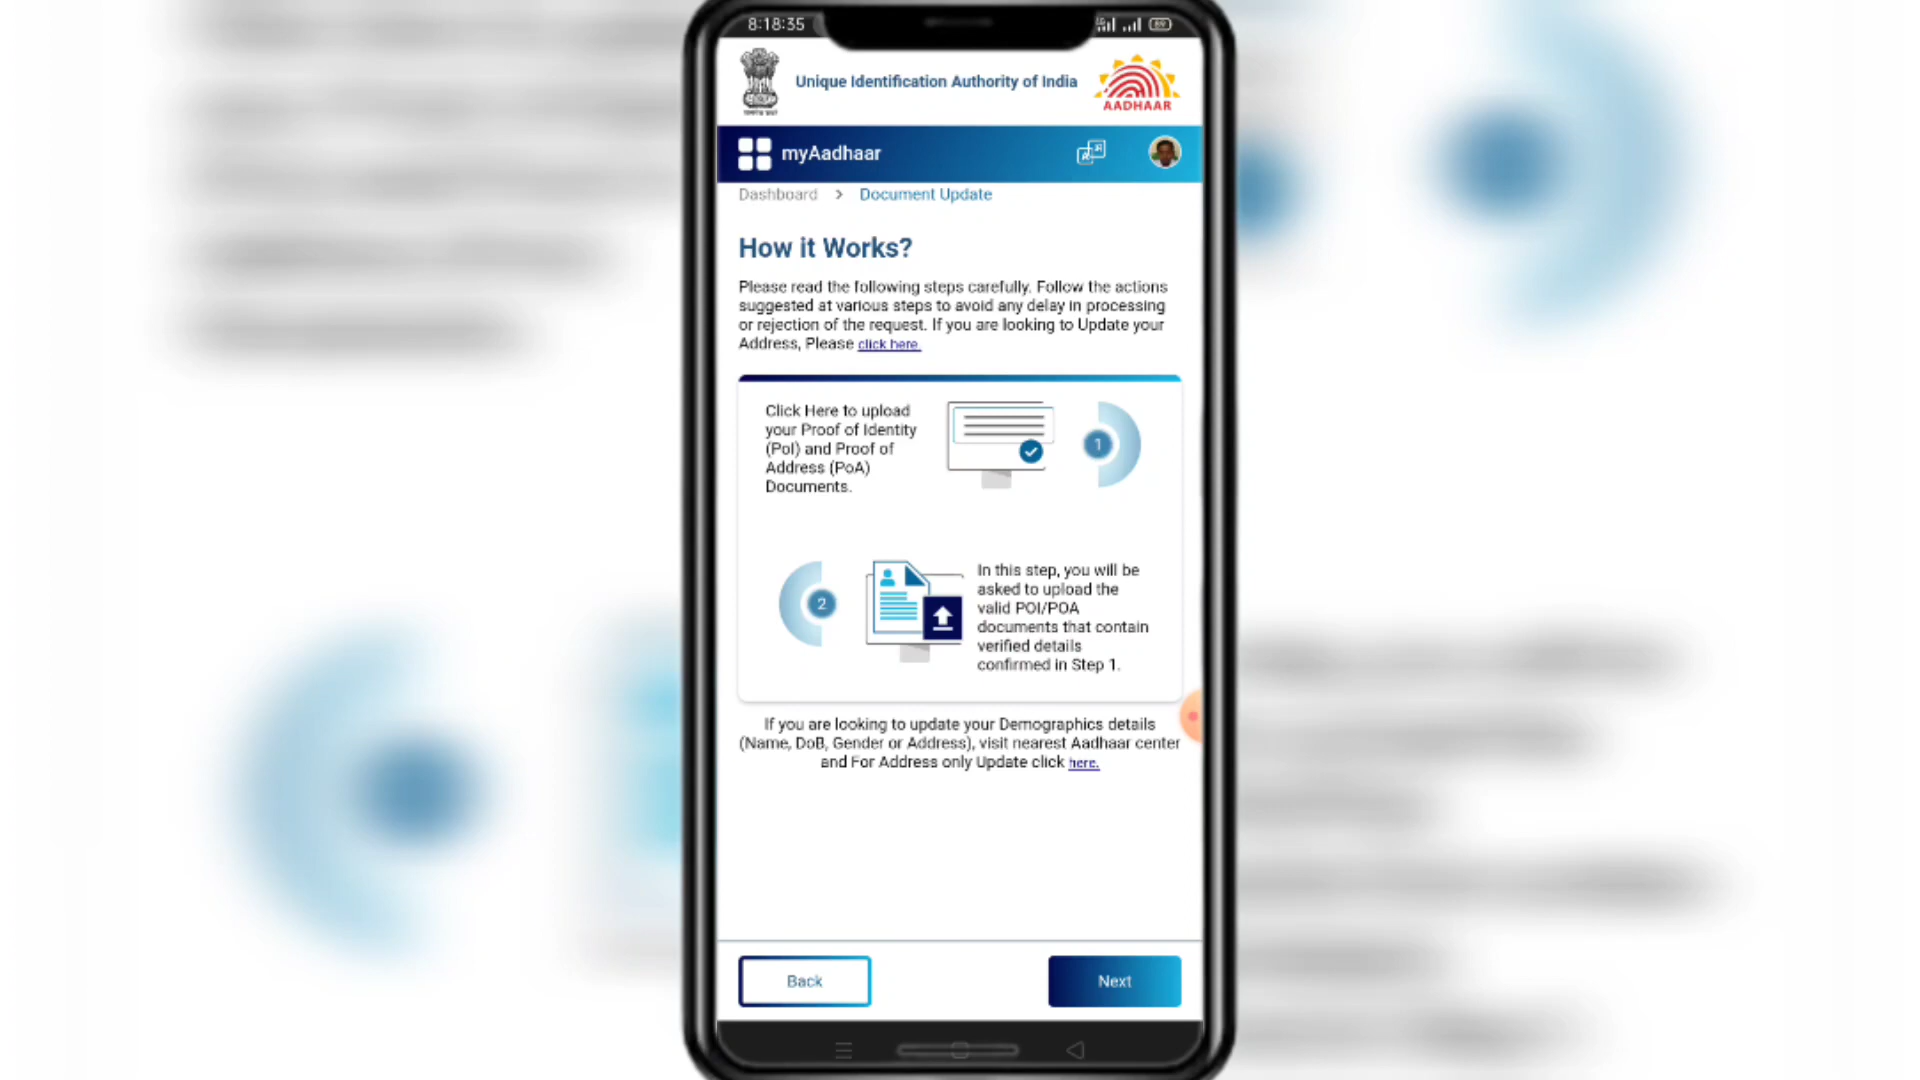 8:18:35
89
Unique Identification Authority of India
AADHAAR
myAadhaar
Dashboard > Document Update
How it Works?
Please read the following steps carefully. Follow the actions
suggested at various steps to avoid any delay in processing
or rejection of the request. If you are looking to Update your
Address, Please click here.
Click Here to upload
your Proof of Identity
(PoI) and Proof of
Address (PoA)
Documents.
1
2
In this step, you will be
asked to upload the
valid POI/POA
documents that contain
verified details
confirmed in Step 1.
If you are looking to update your Demographics details
(Name, DoB, Gender or Address), visit nearest Aadhaar center
and For Address only Update click here.
Back
Next